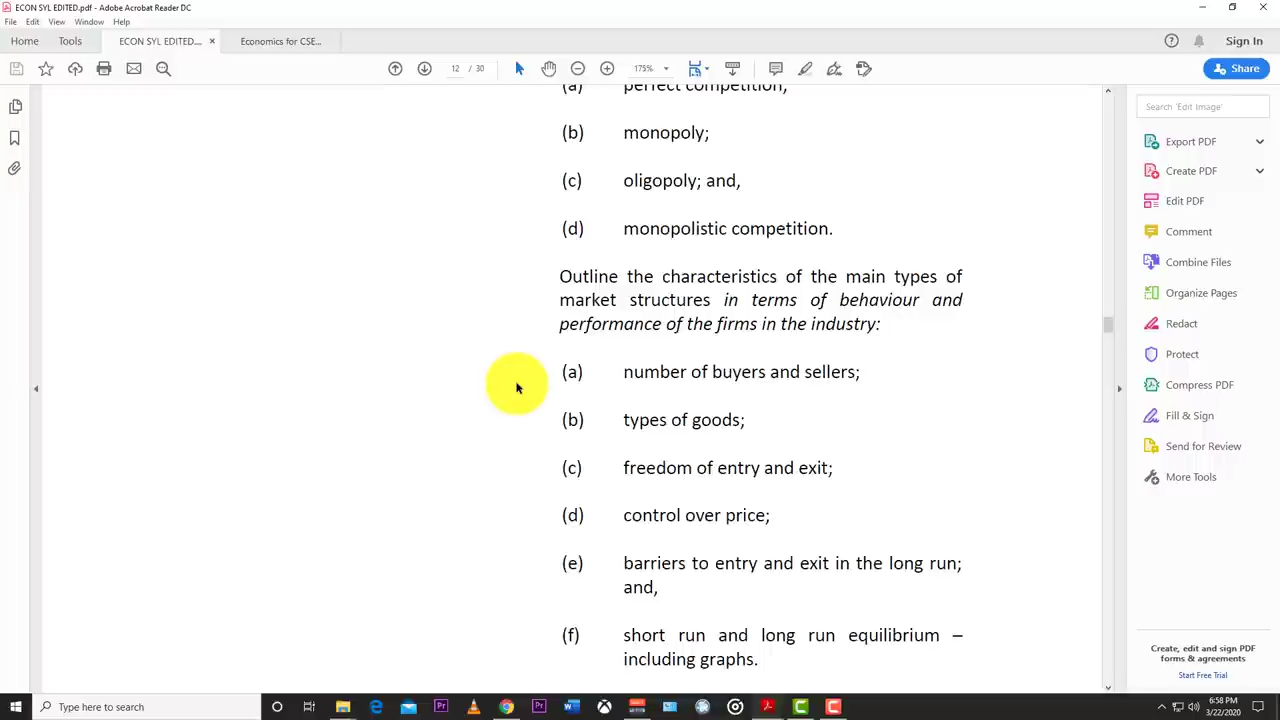 ECON SYL EDITED.pdf - Adobe Acrobat Reader DC
File Edit View Window Help
Home Tools ECON SYL EDITED.... × Economics for CSE... Sign In
12 / 30 175% Share
(a) perfect competition;
(b) monopoly;
(c) oligopoly; and,
(d) monopolistic competition.
Outline the characteristics of the main types of
market structures in terms of behaviour and
performance of the firms in the industry:
(a) number of buyers and sellers;
(b) types of goods;
(c) freedom of entry and exit;
(d) control over price;
(e) barriers to entry and exit in the long run;
and,
(f) short run and long run equilibrium –
including graphs.
Search 'Edit Image'
Export PDF
Create PDF
Edit PDF
Comment
Combine Files
Organize Pages
Redact
Protect
Compress PDF
Fill & Sign
Send for Review
More Tools
Create, edit and sign PDF
forms & agreements
Start Free Trial
Type here to search
6:58 PM
3/22/2020